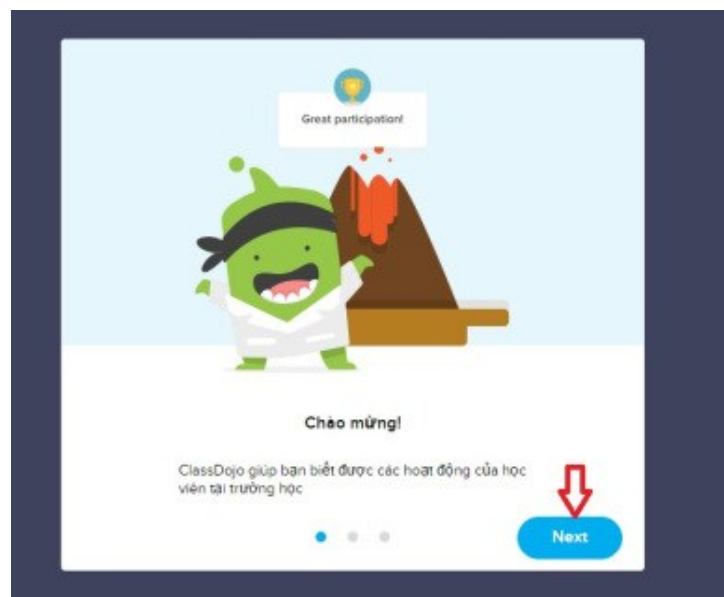 Great participation!
Chào mừng!
ClassDojo giúp bạn biết được các hoạt động của học
viên tại trường học
Next